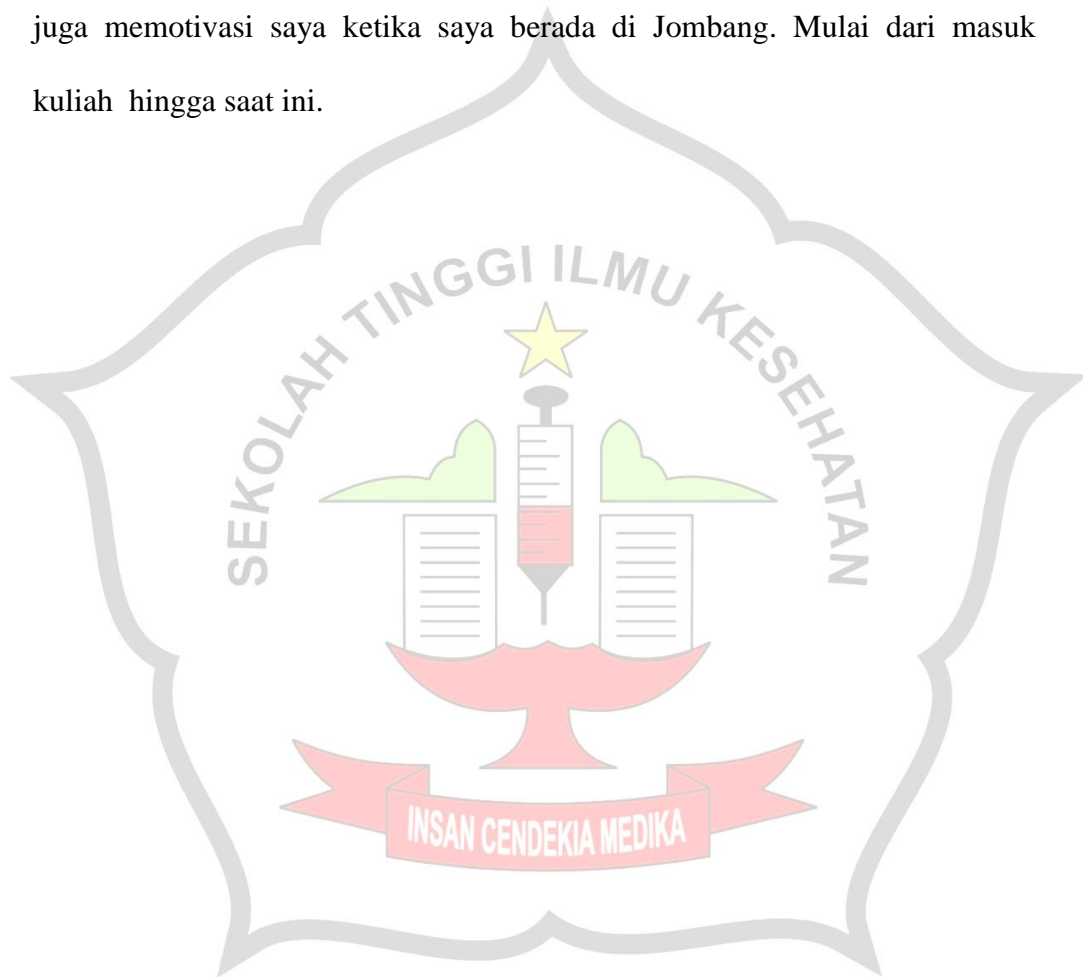 juga memotivasi saya ketika saya berada di Jombang. Mulai dari masuk
kuliah hingga saat ini.
SEKOLAH TINGGI ILMU KESEHATAN
INSAN CENDEKIA MEDIKA